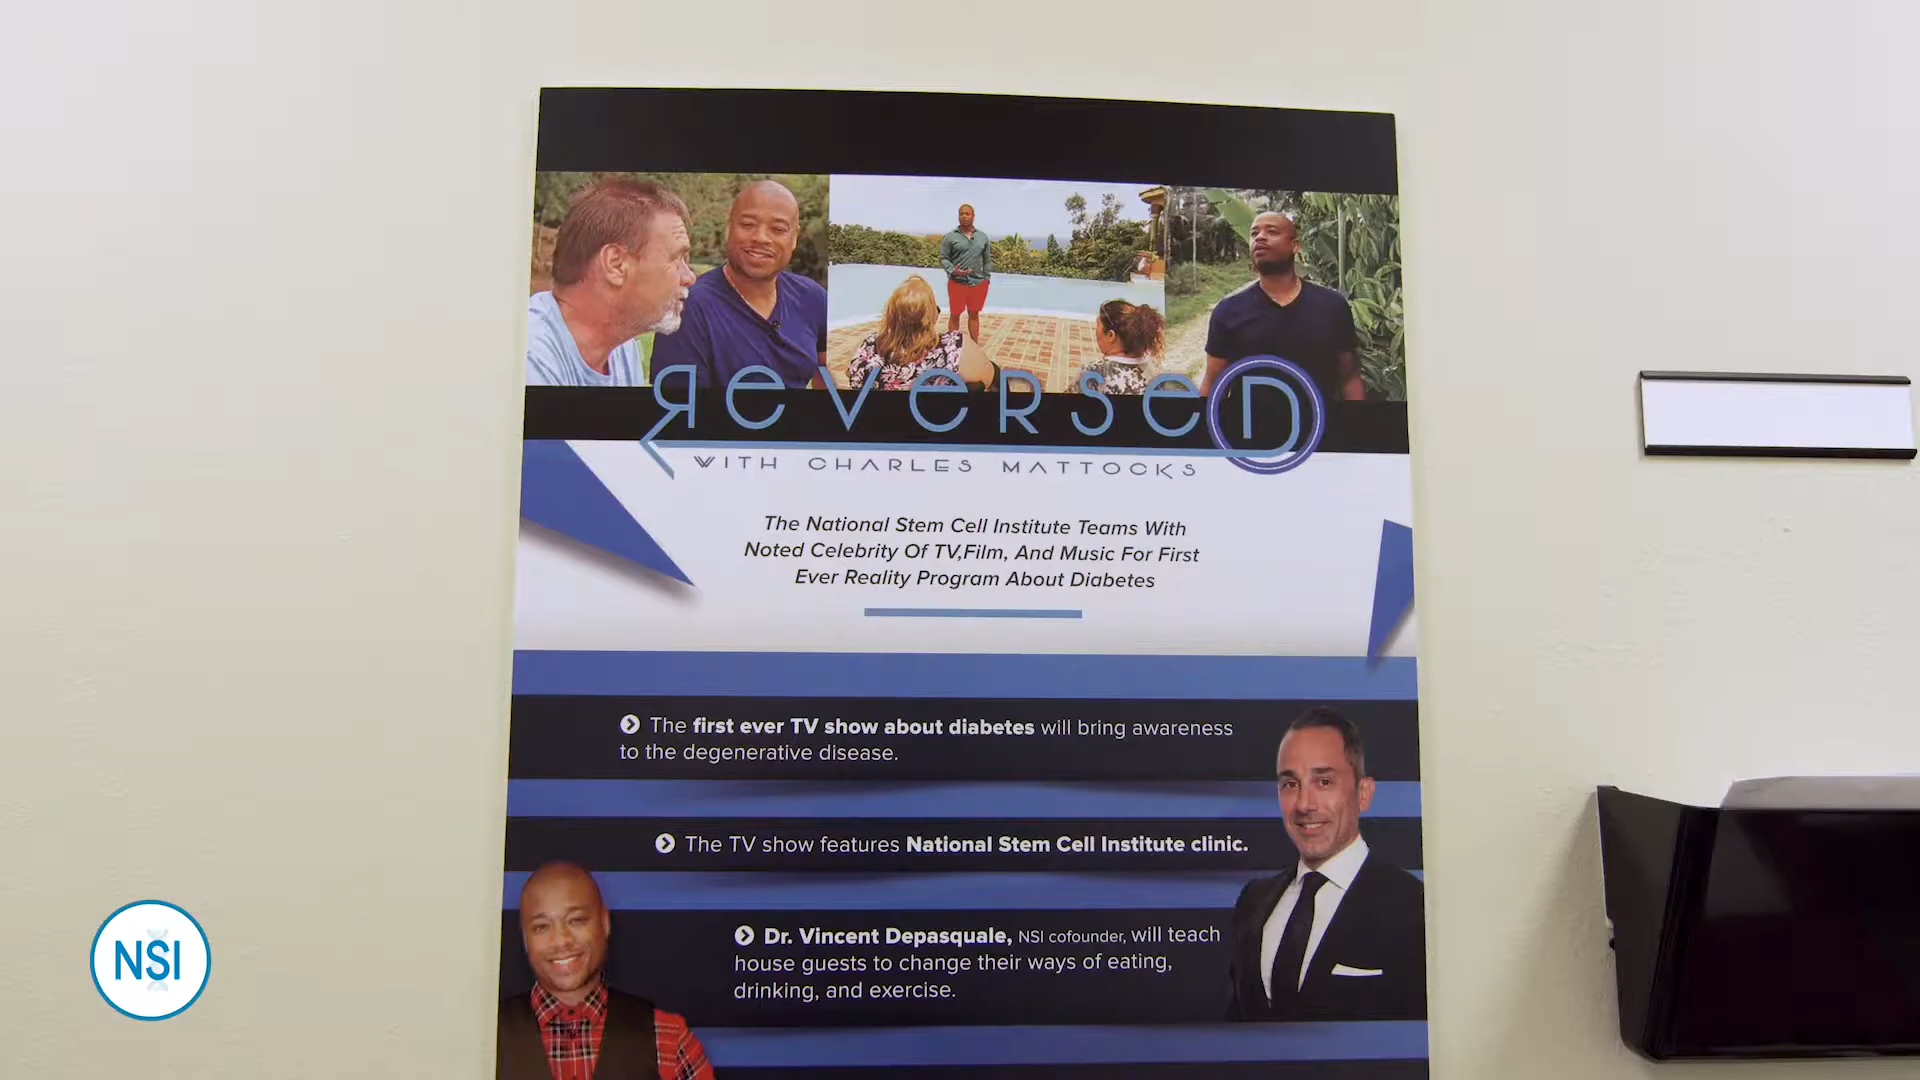 ReverseD
WITH CHARLES MATTOCKS
The National Stem Cell Institute Teams With
Noted Celebrity Of TV,Film, And Music For First
Ever Reality Program About Diabetes
The first ever TV show about diabetes will bring awareness
to the degenerative disease.
The TV show features National Stem Cell Institute clinic.
Dr. Vincent Depasquale, NSI cofounder, will teach
house guests to change their ways of eating,
drinking, and exercise.
NSI